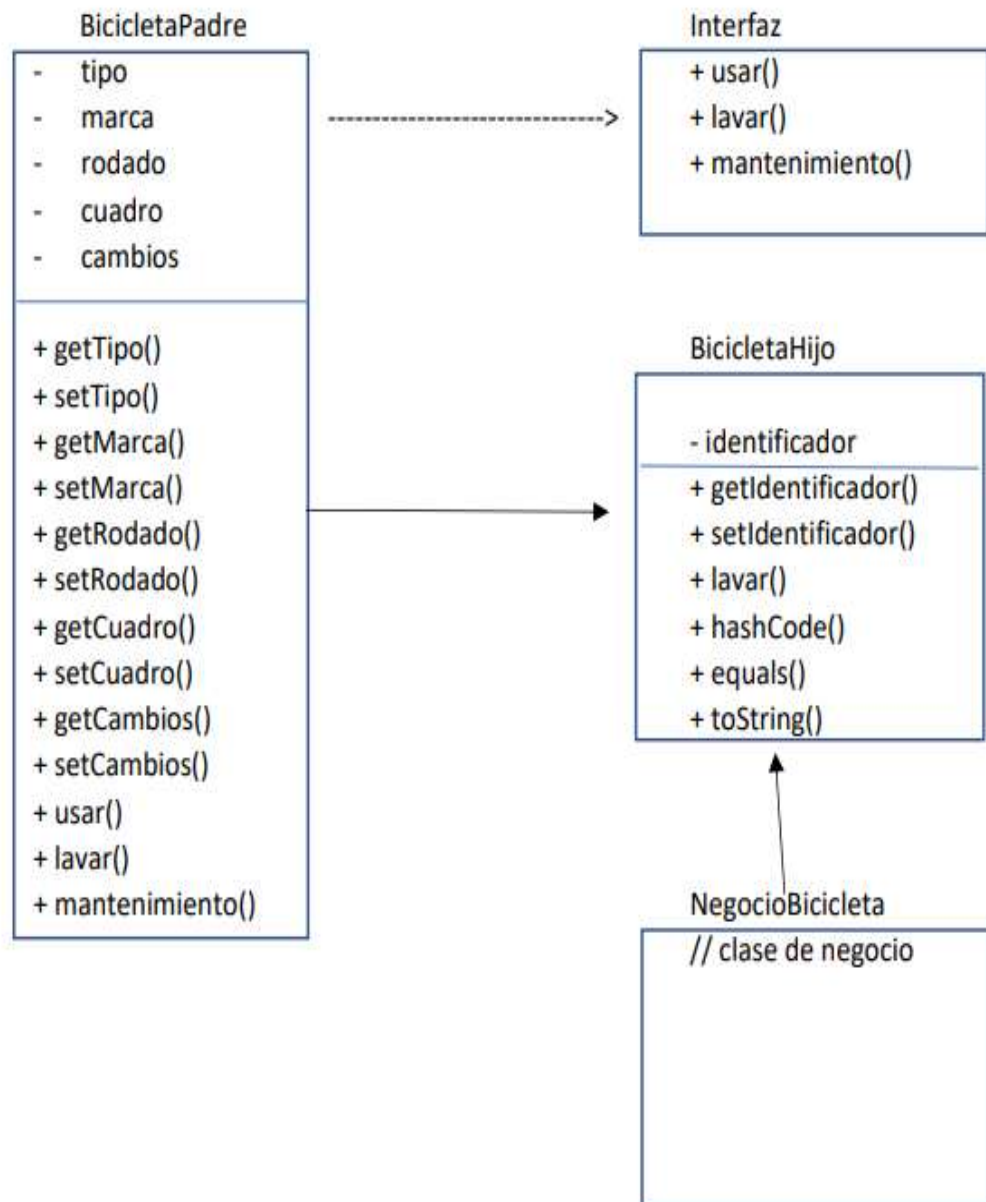 BicicletaPadre
- tipo
- marca
- rodado
- cuadro
- cambios
+ getTipo()
+ setTipo()
+ getMarca()
+ setMarca()
+ getRodado()
+ setRodado()
+ getCuadro()
+ setCuadro()
+ getCambios()
+ setCambios()
+ usar()
+ lavar()
+ mantenimiento()
Interfaz
+ usar()
+ lavar()
+ mantenimiento()
BicicletaHijo
- identificador
+ getIdentificador()
+ setIdentificador()
+ lavar()
+ hashCode()
+ equals()
+ toString()
NegocioBicicleta
// clase de negocio